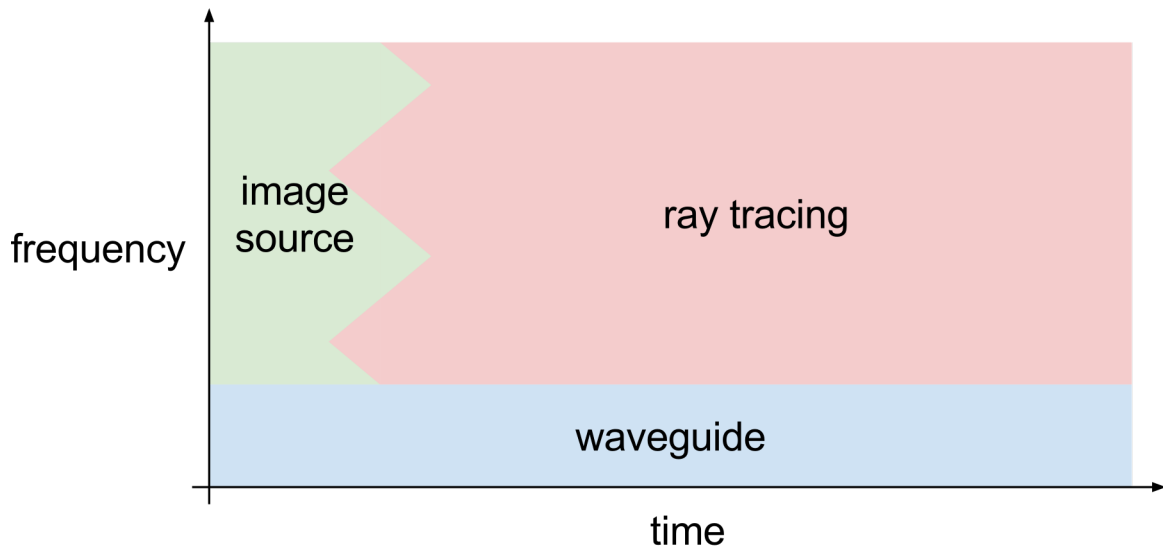 image
source
ray tracing
frequency
waveguide
time